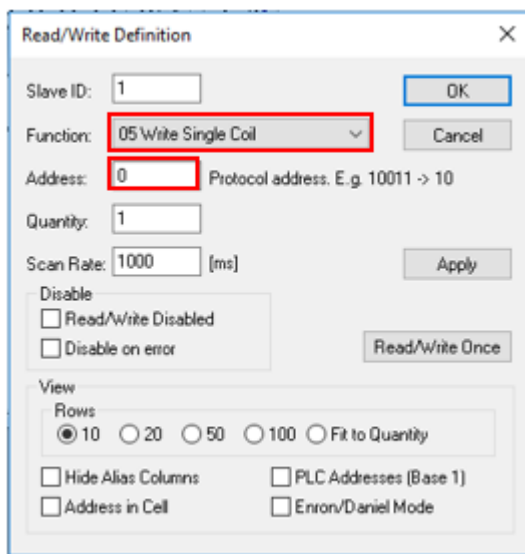 Read/Write Definition
Slave ID: 1 OK
Function: 05 Write Single Coil Cancel
Address: 0 Protocol address. E.g. 10011 -> 10
Quantity: 1
Scan Rate: 1000 [ms] Apply
Disable
Read/Write Disabled
Disable on error
Read/Write Once
View
Rows
10 20 50 100 Fit to Quantity
Hide Alias Columns PLC Addresses (Base 1)
Address in Cell Enron/Daniel Mode